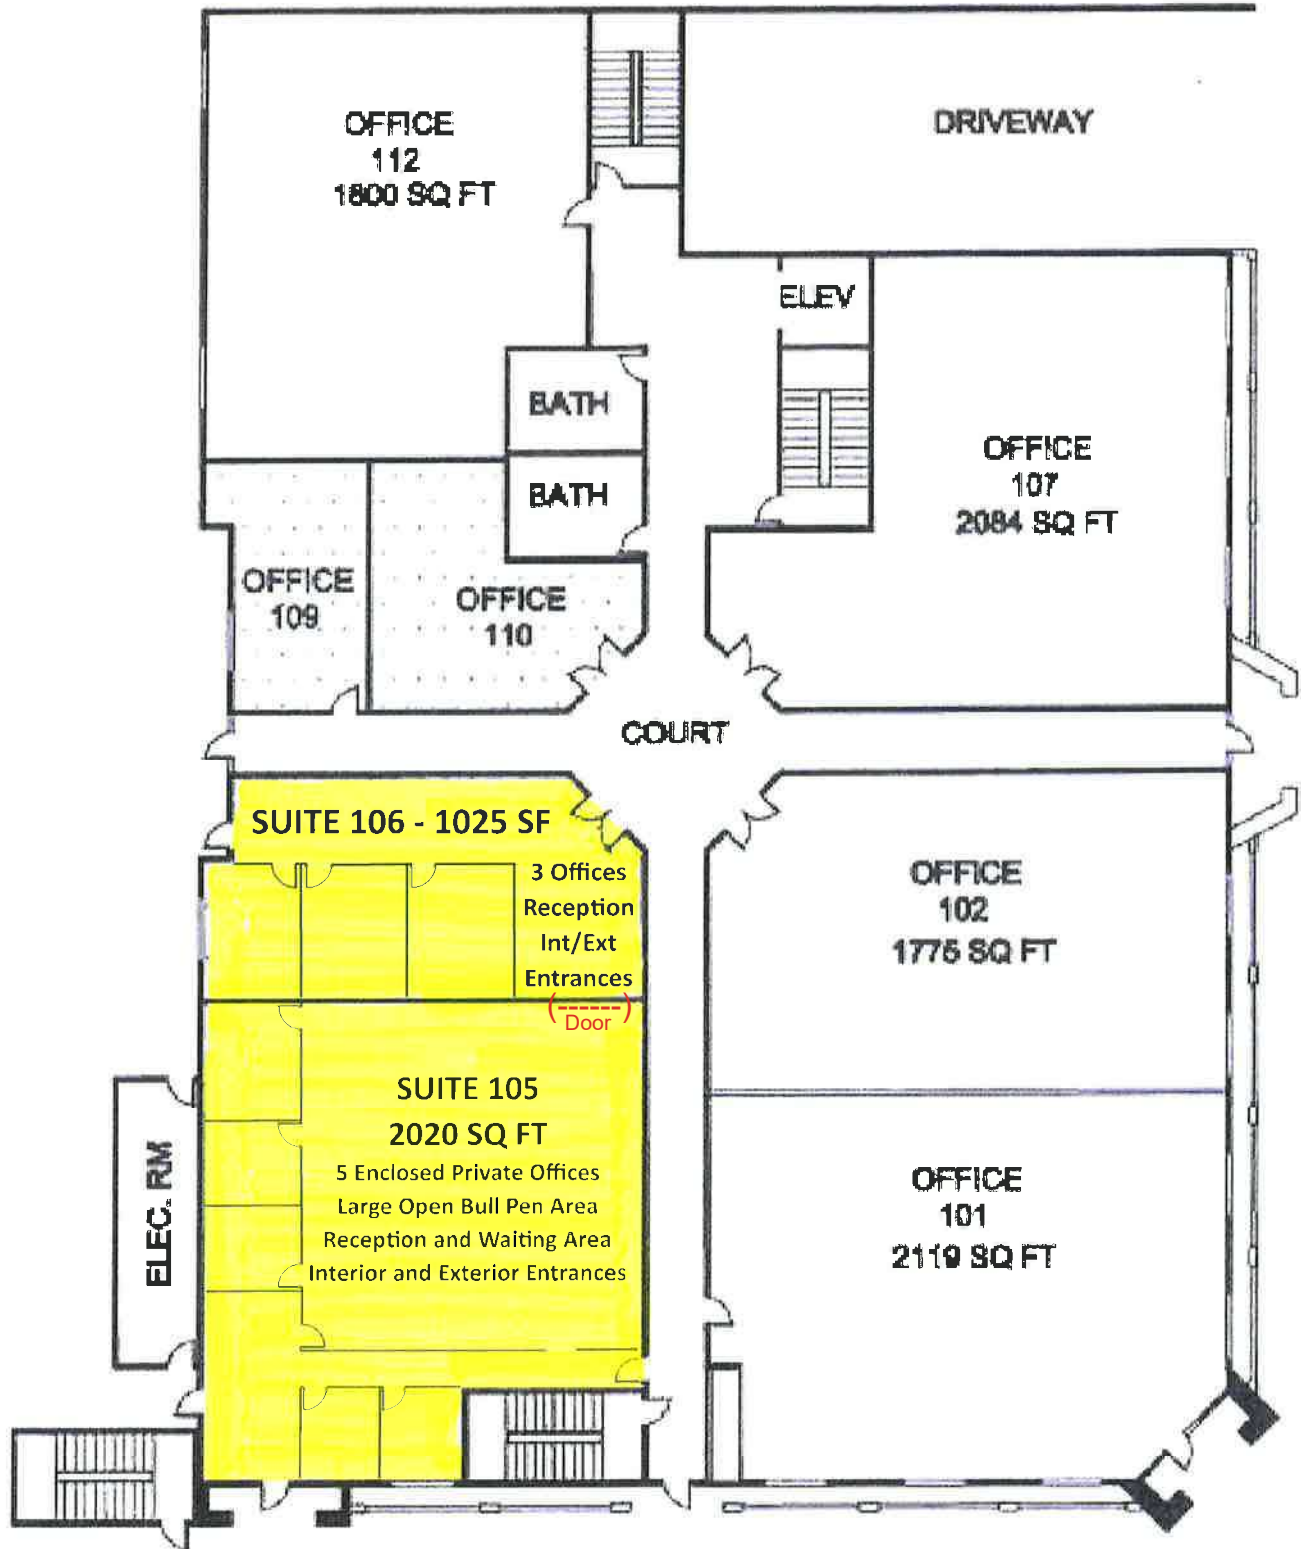 OFFICE
112
1800 SQ FT
DRIVEWAY
ELEV
BATH
BATH
OFFICE
107
2084 SQ FT
OFFICE
109
OFFICE
110
COURT
SUITE 106 - 1025 SF
3 Offices
Reception
Int/Ext
Entrances
(------)
Door
OFFICE
102
1775 SQ FT
SUITE 105
2020 SQ FT
5 Enclosed Private Offices
Large Open Bull Pen Area
Reception and Waiting Area
Interior and Exterior Entrances
ELEC. RM
OFFICE
101
2119 SQ FT